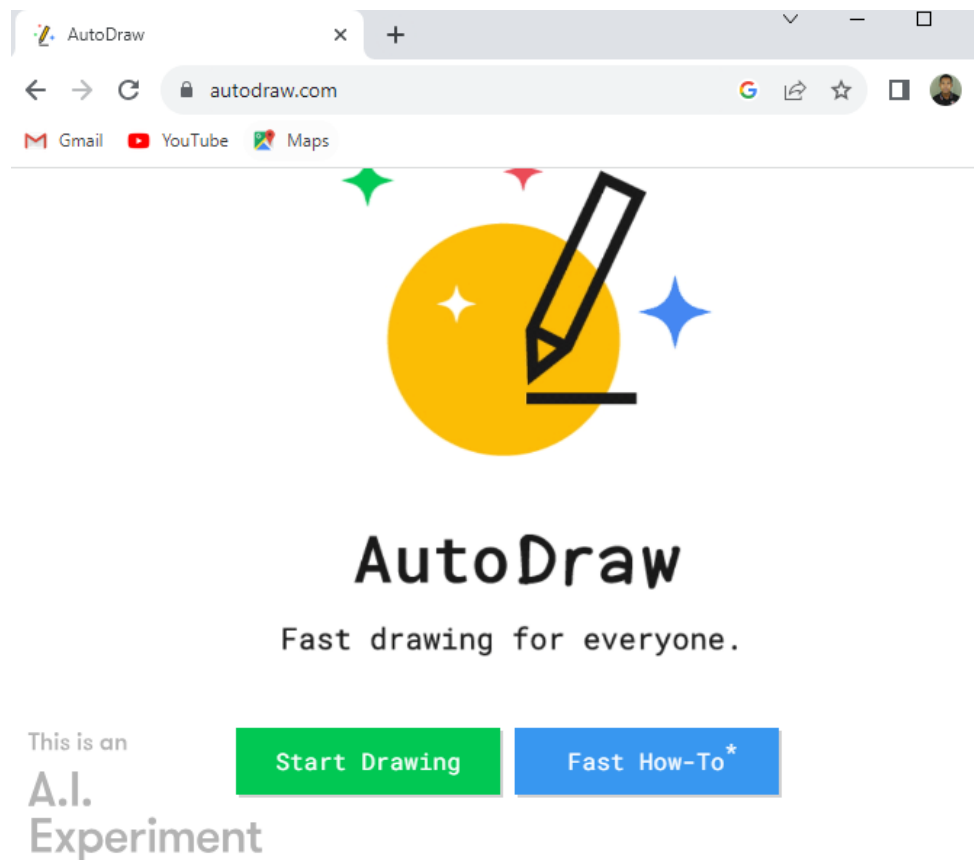 AutoDraw
autodraw.com
Gmail YouTube Maps
AutoDraw
Fast drawing for everyone.
Start Drawing Fast How-To*
This is an
A.I.
Experiment